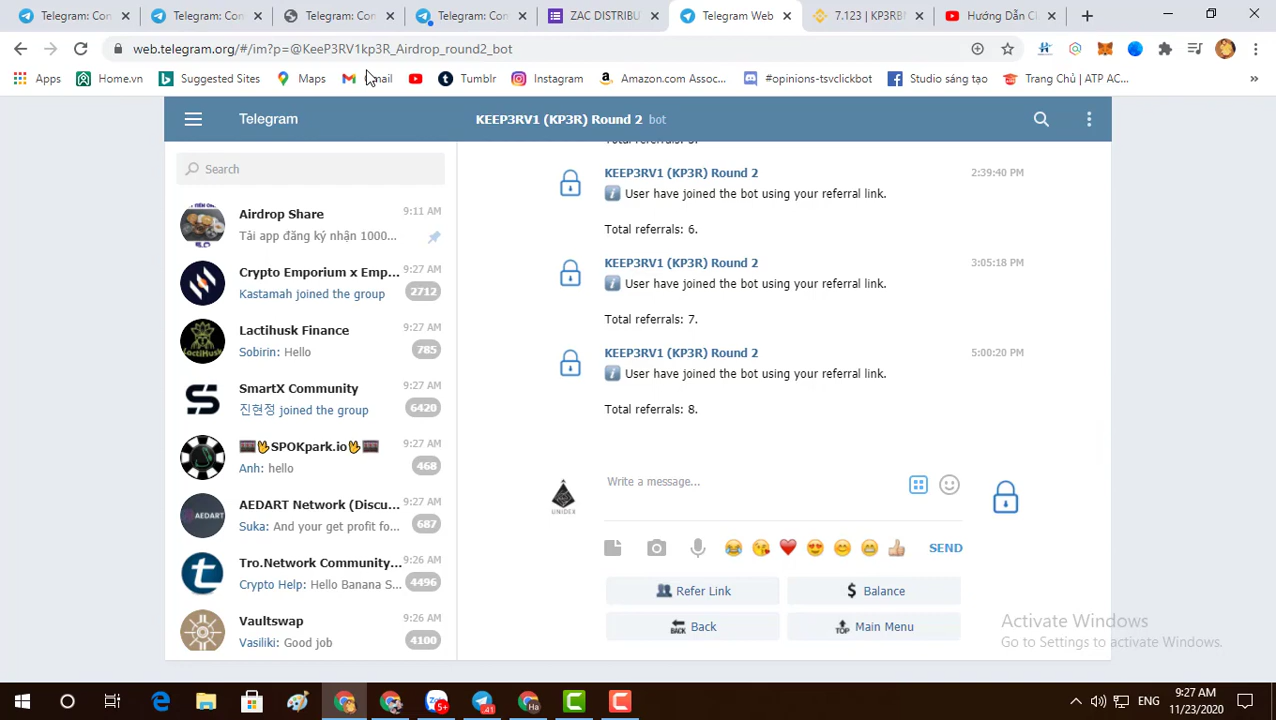 Telegram: Con
Telegram: Con
Telegram: Con
Telegram: Con
ZAC DISTRIBU
Telegram Web
7.123 | KP3RB
Hướng Dẫn C
web.telegram.org/#/im?p=@KeeP3RV1kp3R_Airdrop_round2_bot
Apps
Home.vn
Suggested Sites
Maps
Gmail
Tumblr
Instagram
Amazon.com Assoc...
#opinions-tsvclickbot
Studio sáng tạo
Trang Chủ | ATP AC...
»
Telegram
KEEP3RV1 (KP3R) Round 2 bot
Search
Airdrop Share
9:11 AM
Tải app đăng ký nhận 1000...
Crypto Emporium x Emp...
9:27 AM
Kastamah joined the group
2712
Lactihusk Finance
9:27 AM
Sobirin: Hello
785
SmartX Community
9:27 AM
진현정 joined the group
6420
SPOKpark.io
9:27 AM
Anh: hello
468
AEDART Network (Discu...
9:27 AM
Suka: And your get profit fo...
687
AEDART
Tro.Network Community...
9:26 AM
Crypto Help: Hello Banana S...
4496
Vaultswap
9:26 AM
Vasiliki: Good job
4100
KEEP3RV1 (KP3R) Round 2
2:39:40 PM
User have joined the bot using your referral link.
Total referrals: 6.
KEEP3RV1 (KP3R) Round 2
3:05:18 PM
User have joined the bot using your referral link.
Total referrals: 7.
KEEP3RV1 (KP3R) Round 2
5:00:20 PM
User have joined the bot using your referral link.
Total referrals: 8.
Write a message...
UNIDEX
SEND
Refer Link
$ Balance
BACK Back
TOP Main Menu
Activate Windows
Go to Settings to activate Windows.
5+
41
Ha
ENG
9:27 AM
11/23/2020